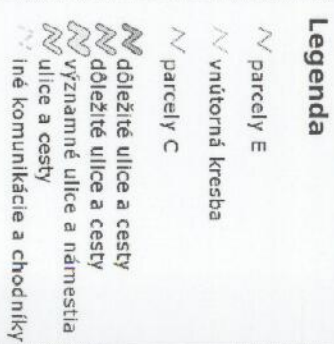 Legenda
parcely E
vnútorná kresba
parcely C
dôležité ulice a cesty
dôležité ulice a cesty
významné ulice a námestia
ulice a cesty
iné komunikácie a chodníky